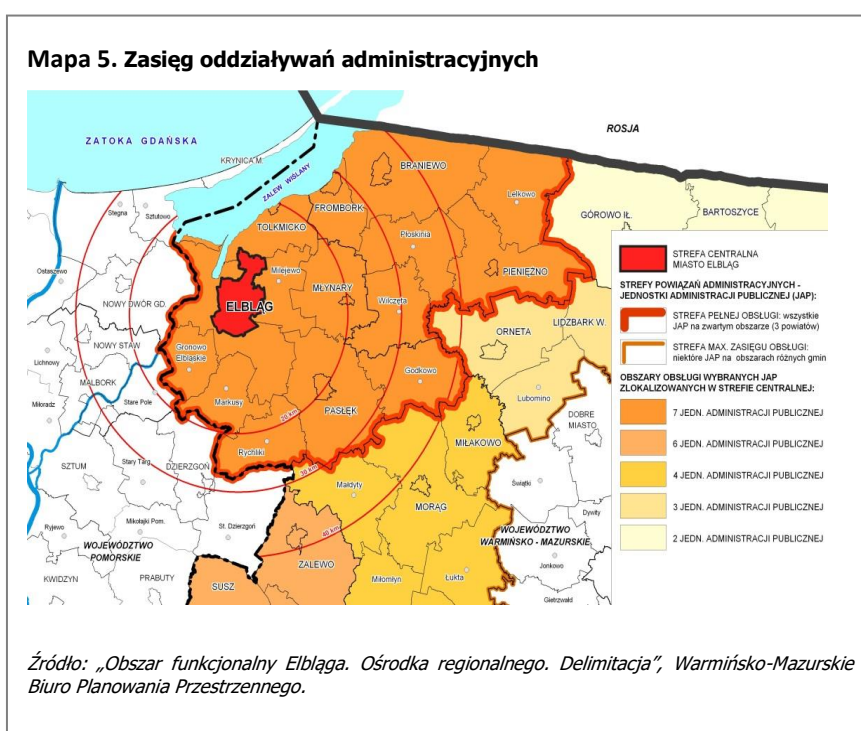 Mapa 5. Zasięg oddziaływań administracyjnych
ROSJA
ZATOKA GDAŃSKA
KRYNICA M.
BRANIEWO
ZALEW WIŚLANY
Lelkowo
FROMBORK
Stegna
Sztutowo
TOLKMICKO
GÓROWO IŁ.
BARTOSZYCE
Płoskinia
Ostaszewo
Milejewo
PIENIĘŻNO
MŁYNARY
NOWY DWÓR GD.
ELBLĄG
Wilczęta
ORNETA
LIDZBARK W.
NOWY STAW
Gronowo
Elbląskie
Lichnowy
Godkowo
MALBORK
Lubomino
Miłoradz
Stare Pole
Markusy
PASŁĘK
20 km
DOBRE
MIASTO
Rychliki
MIŁAKOWO
SZTUM
Stary Targ
DZIERZGOŃ
30 km
Małdyty
Świątki
MORĄG
Dywity
Ryjewo
Mikołajki Pom.
St. Dzierzgoń
40 km
WOJEWÓDZTWO
POMORSKIE
WOJEWÓDZTWO
WARMIŃSKO - MAZURSKIE
ZALEWO
Jonkowo
KWIDZYN
PRABUTY
SUSZ
Miłomłyn
Łukta
Gietrzwałd
STREFA CENTRALNA
MIASTO ELBLĄG
STREFY POWIĄZAŃ ADMINISTRACYJNYCH -
JEDNOSTKI ADMINISTRACJI PUBLICZNEJ (JAP):
STREFA PEŁNEJ OBSŁUGI: wszystkie
JAP na zwartym obszarze (3 powiatów)
STREFA MAX. ZASIĘGU OBSŁUGI:
niektóre JAP na obszarach różnych gmin
OBSZARY OBSŁUGI WYBRANYCH JAP
ZLOKALIZOWANYCH W STREFIE CENTRALNEJ:
7 JEDN. ADMINISTRACJI PUBLICZNEJ
6 JEDN. ADMINISTRACJI PUBLICZNEJ
4 JEDN. ADMINISTRACJI PUBLICZNEJ
3 JEDN. ADMINISTRACJI PUBLICZNEJ
2 JEDN. ADMINISTRACJI PUBLICZNEJ
Źródło: „Obszar funkcjonalny Elbląga. Ośrodka regionalnego. Delimitacja”, Warmińsko-Mazurskie
Biuro Planowania Przestrzennego.